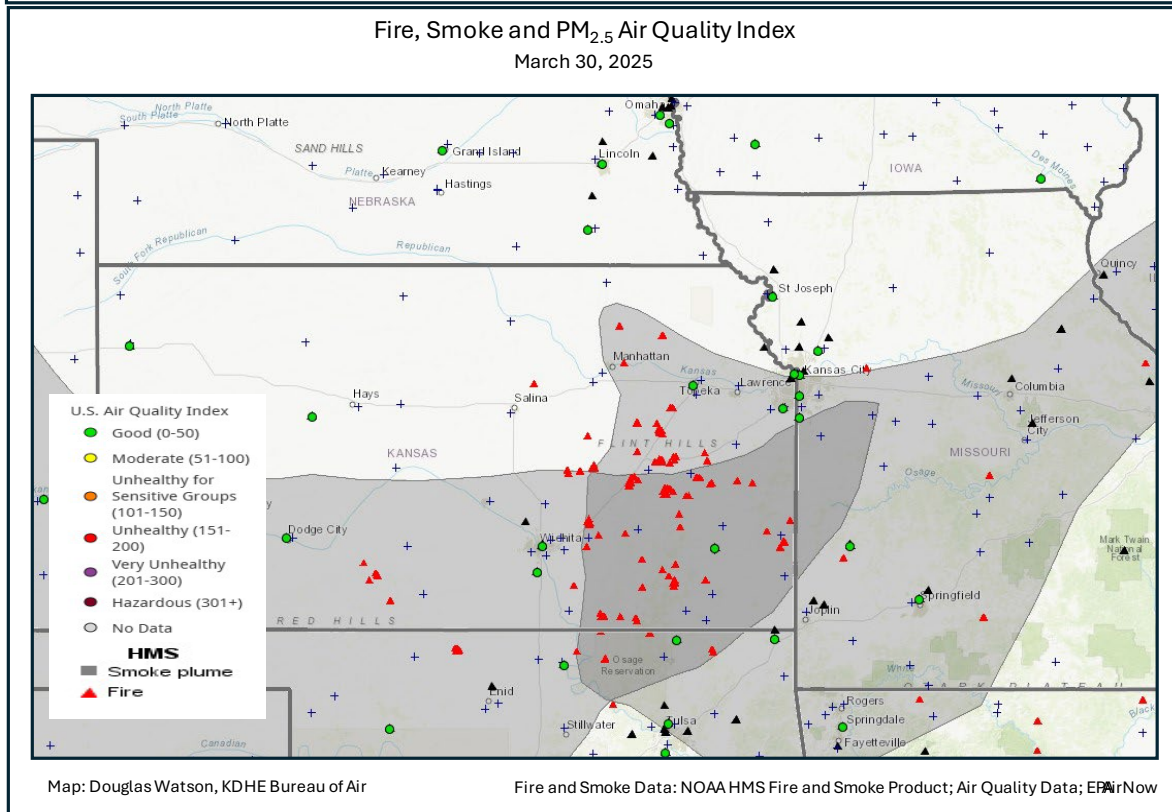 Fire, Smoke and PM2.5 Air Quality Index
March 30, 2025
North Platte
South Platte
North Platte
SAND HILLS
Grand Island
Platte
Kearney
Hastings
NEBRASKA
Omaha
Lincoln
IOWA
Des Moines
South Fork Republican
Republican
Quincy
St Joseph
Manhattan
Kansas
Topeka
Lawrence
Kansas City
Missouri
Columbia
Jefferson
City
Hays
Salina
KANSAS
FLINT HILLS
MISSOURI
Osage
U.S. Air Quality Index
Good (0-50)
Moderate (51-100)
Unhealthy for
Sensitive Groups
(101-150)
Unhealthy (151-
200)
Very Unhealthy
(201-300)
Hazardous (301+)
No Data
HMS
Smoke plume
Fire
Dodge City
Wichita
Mark Twain
National
Forest
Springfield
Joplin
RED HILLS
Osage
Reservation
White
OZARK PLATEAU
Enid
Stillwater
Tulsa
Rogers
Springdale
Fayetteville
Black
Canadian
Map: Douglas Watson, KDHE Bureau of Air
Fire and Smoke Data: NOAA HMS Fire and Smoke Product; Air Quality Data; EPA AirNow